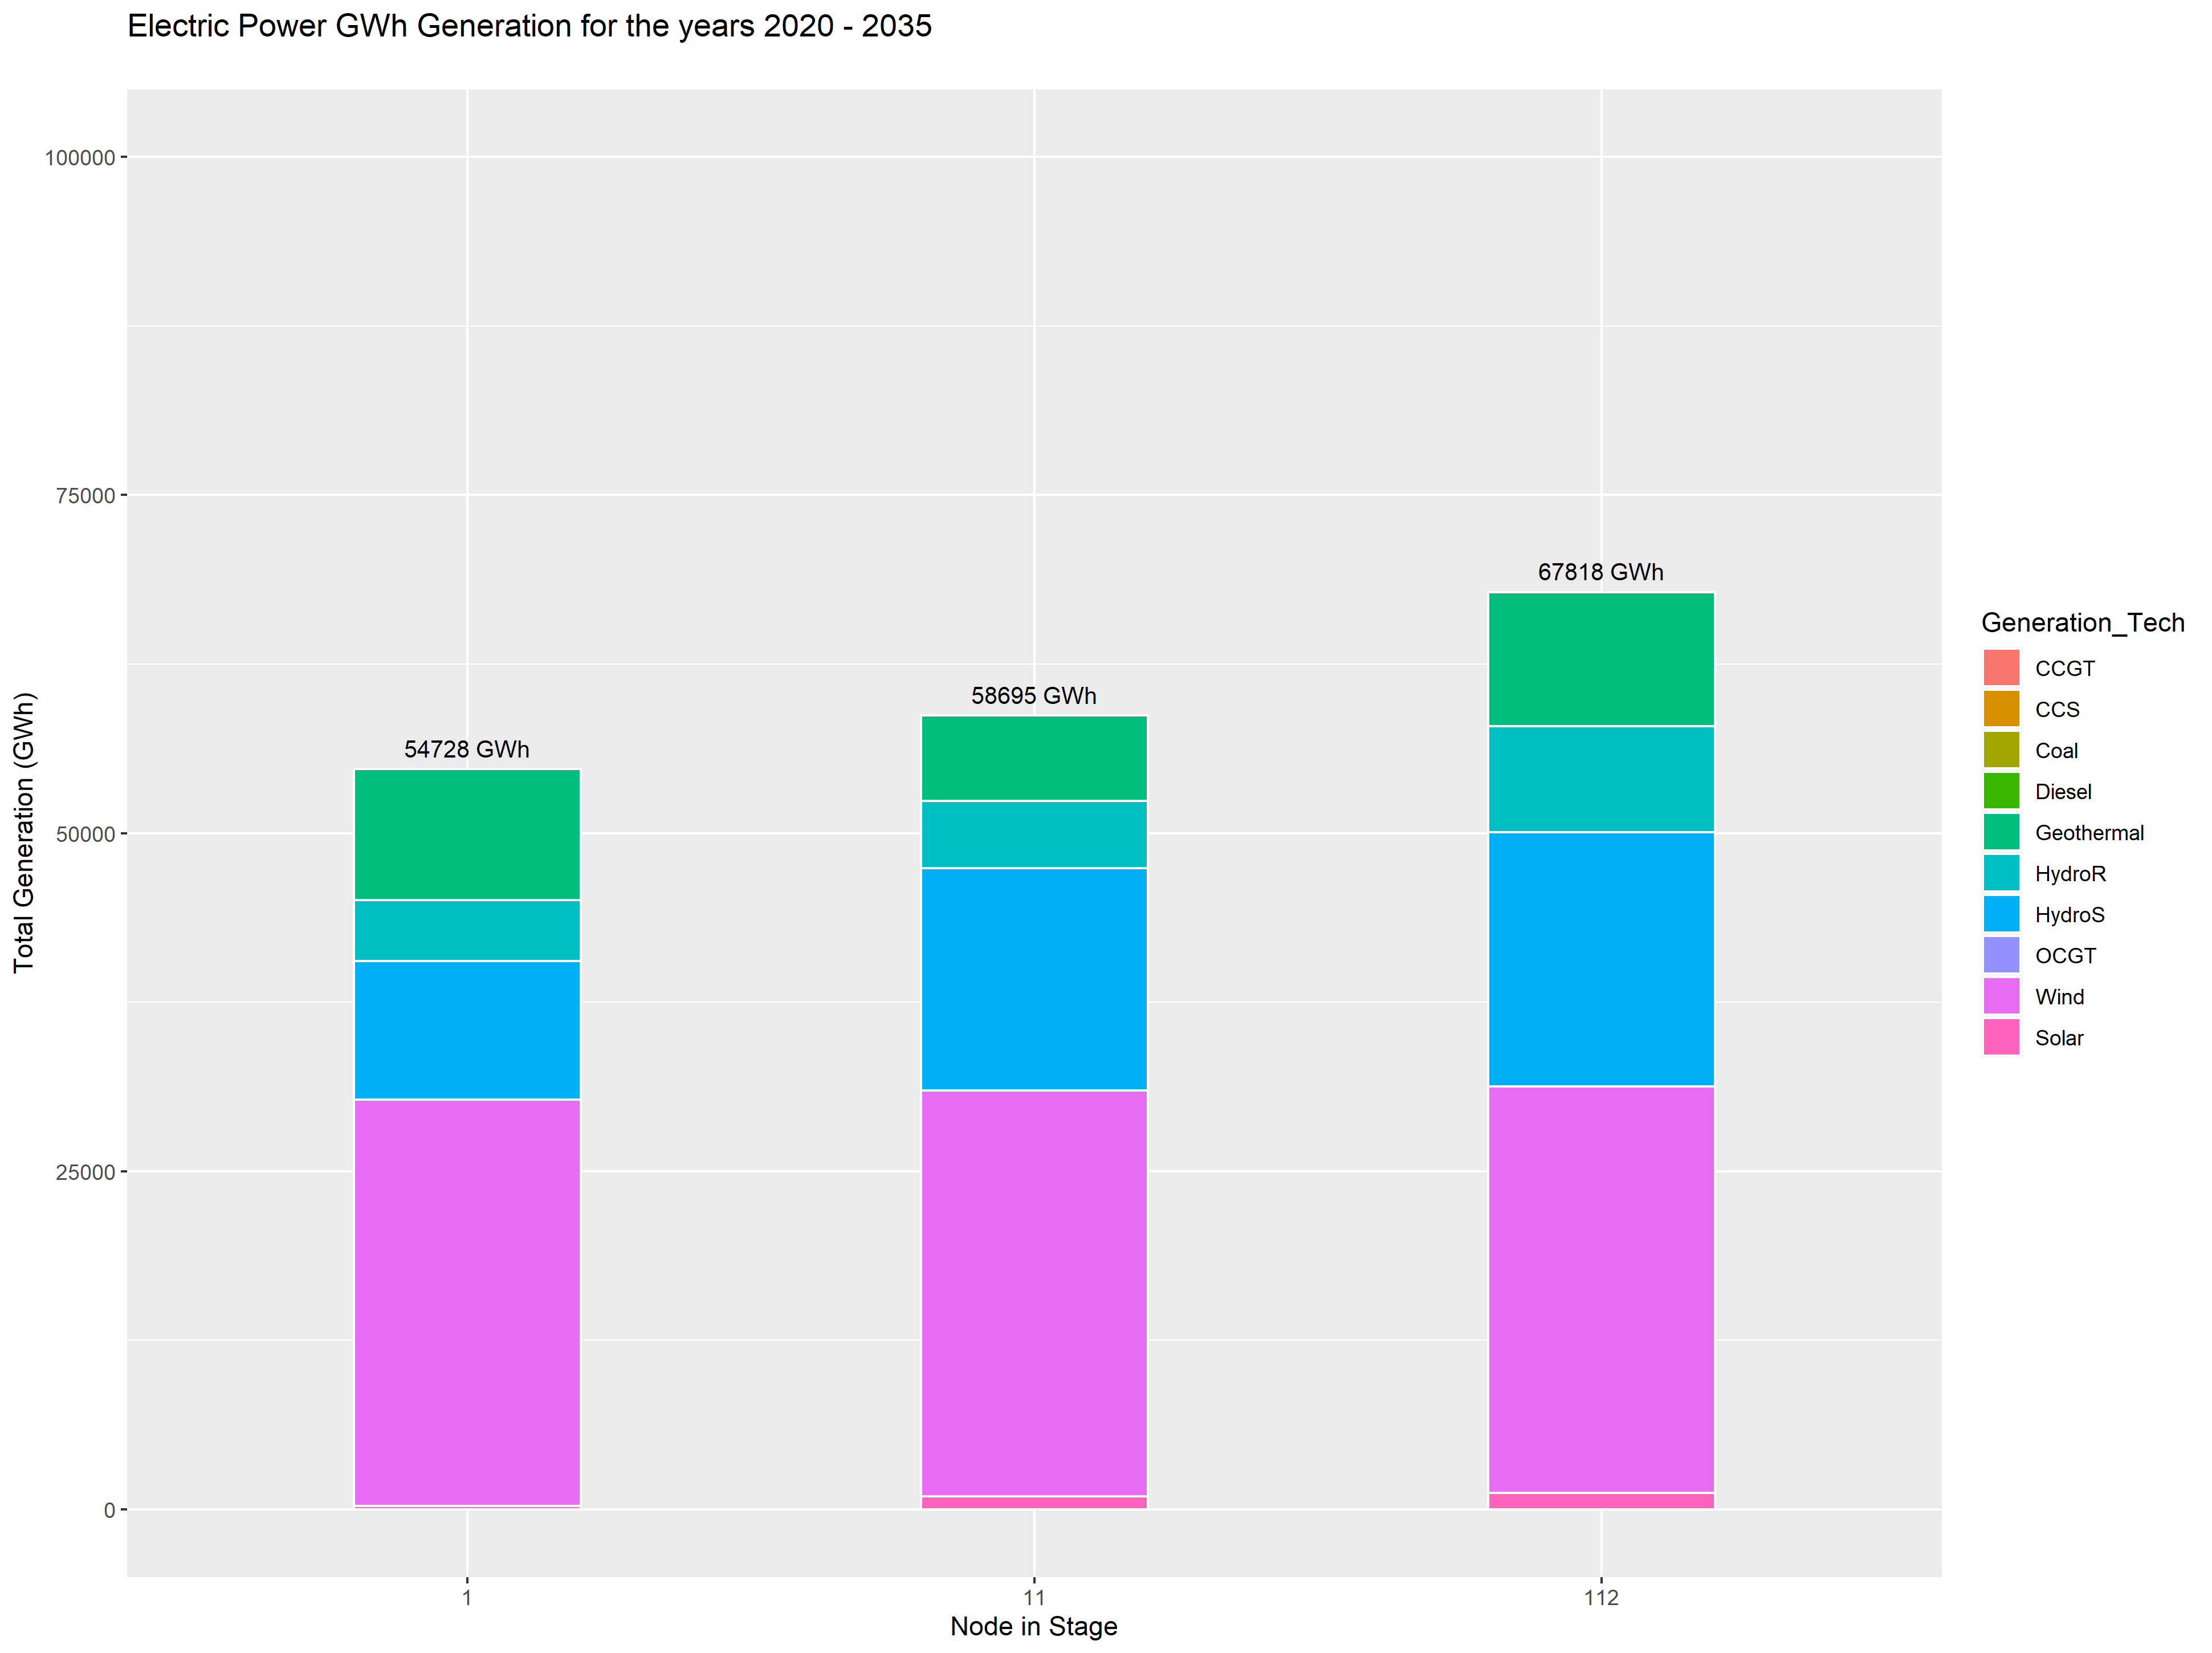 Electric Power GWh Generation for the years 2020 - 2035
Total Generation (GWh)
100000
75000
50000
25000
0
54728 GWh
58695 GWh
67818 GWh
1
11
112
Node in Stage
Generation_Tech
CCGT
CCS
Coal
Diesel
Geothermal
HydroR
HydroS
OCGT
Wind
Solar